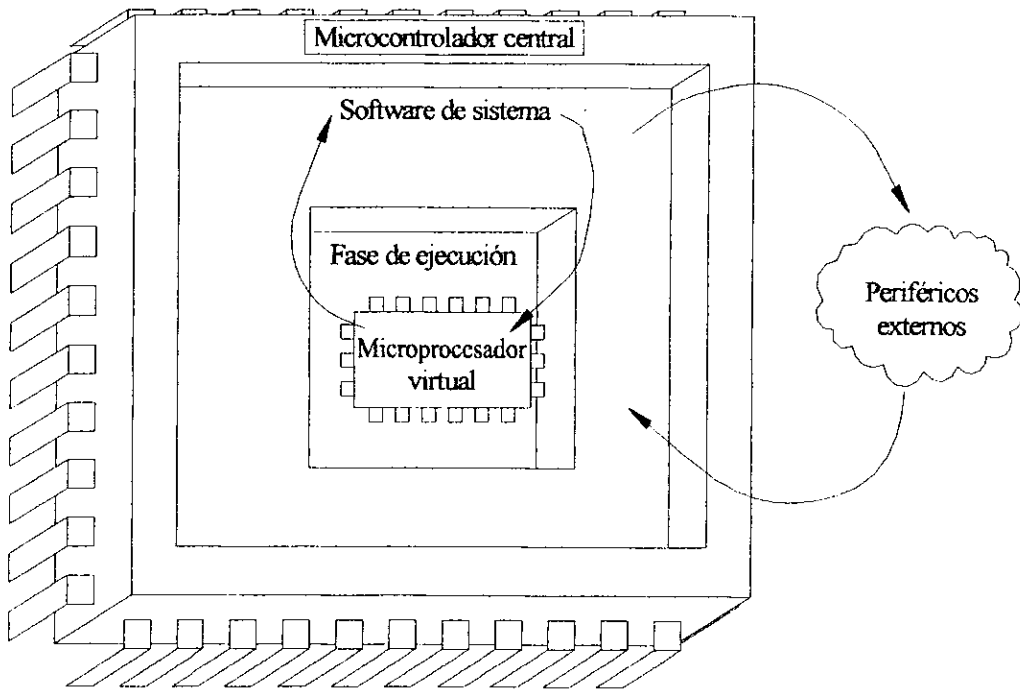 Microcontrolador central
Software de sistema
Fase de ejecución
Microprocesador
virtual
Periféricos
externos